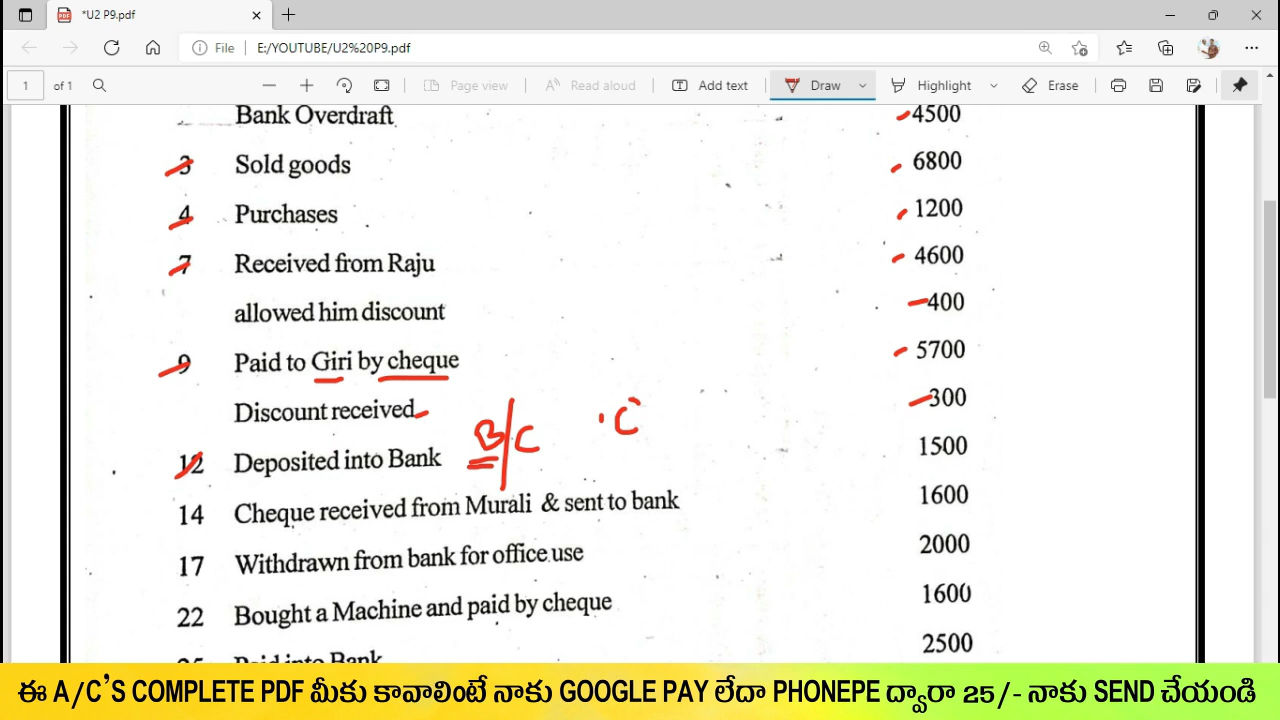 *U2 P9.pdf
File E:/YOUTUBE/U2%20P9.pdf
1 of 1 Page view Read aloud Add text Draw Highlight Erase
Bank Overdraft 4500
3 Sold goods 6800
4 Purchases 1200
7 Received from Raju 4600
allowed him discount 400
9 Paid to Giri by cheque 5700
Discount received 300
B/C 'C'
12 Deposited into Bank 1500
14 Cheque received from Murali & sent to bank 1600
17 Withdrawn from bank for office use 2000
22 Bought a Machine and paid by cheque 1600
25 Paid into Bank 2500
ఈ A/C'S COMPLETE PDF మీకు కావాలింటే నాకు GOOGLE PAY లేదా PHONEPE ద్వారా 25/- నాకు SEND చేయండి